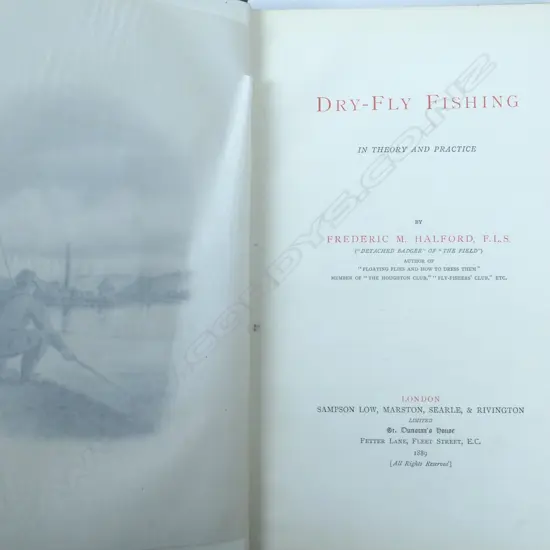 DRY-FLY FISHING
IN THEORY AND PRACTICE
BY
FREDERIC M. HALFORD, F.L.S.
("DETACHED BADGER" OF "THE FIELD")
AUTHOR OF
"FLOATING FLIES AND HOW TO DRESS THEM."
MEMBER OF "THE HOUGHTON CLUB," "FLY-FISHERS' CLUB," ETC.
LONDON
SAMPSON LOW, MARSTON, SEARLE, & RIVINGTON
LIMITED
St. Dunstan's House
FETTER LANE, FLEET STREET, E.C.
1889
[All Rights Reserved]